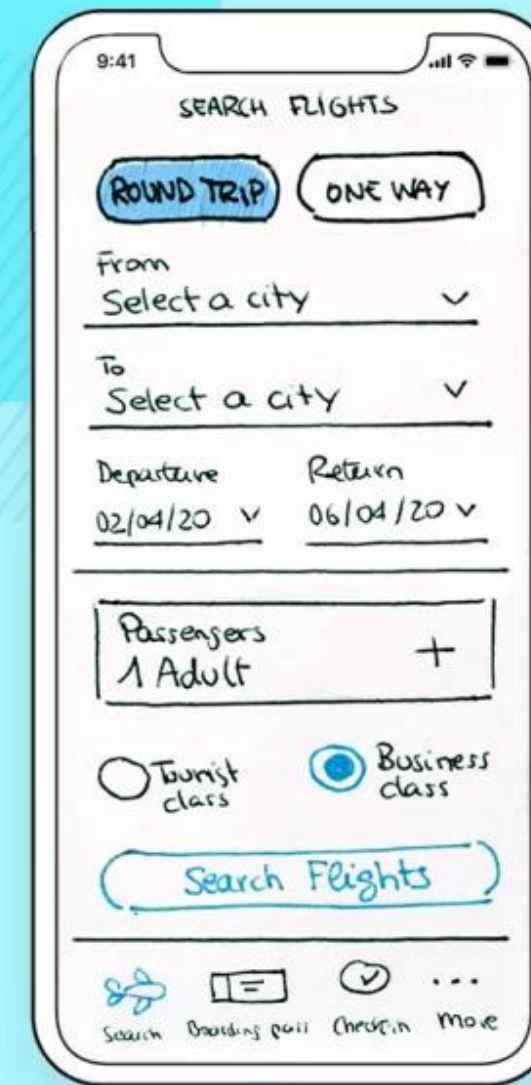 9:41
SEARCH FLIGHTS
ROUND TRIP ONE WAY
From
Select a city
To
Select a city
Departure Return
02/04/20 06/04/20
Passengers
1 Adult
Tourist class Business class
Search Flights
Search Boarding pass Check in More